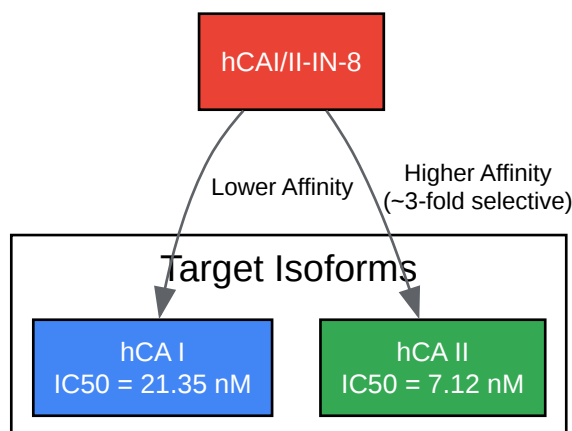 hCAI/II-IN-8
Lower Affinity
Higher Affinity
(~3-fold selective)
Target Isoforms
hCA I
IC50 = 21.35 nM
hCA II
IC50 = 7.12 nM